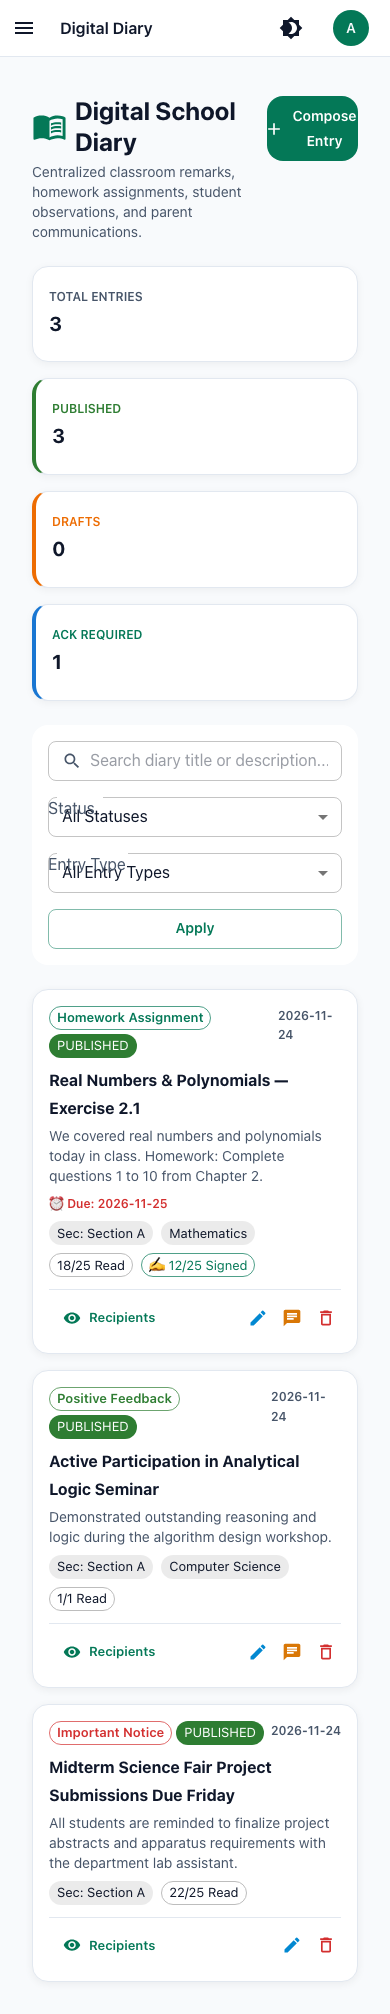 Digital Diary
A
Digital School
Diary
Compose
Entry
Centralized classroom remarks,
homework assignments, student
observations, and parent
communications.
TOTAL ENTRIES
3
PUBLISHED
3
DRAFTS
0
ACK REQUIRED
1
Search diary title or description...
Status
All Statuses
Entry Type
All Entry Types
Apply
Homework Assignment
2026-11-
24
PUBLISHED
Real Numbers & Polynomials —
Exercise 2.1
We covered real numbers and polynomials
today in class. Homework: Complete
questions 1 to 10 from Chapter 2.
⏰ Due: 2026-11-25
Sec: Section A Mathematics
18/25 Read ✍️ 12/25 Signed
Recipients
Positive Feedback
2026-11-
24
PUBLISHED
Active Participation in Analytical
Logic Seminar
Demonstrated outstanding reasoning and
logic during the algorithm design workshop.
Sec: Section A Computer Science
1/1 Read
Recipients
Important Notice PUBLISHED 2026-11-24
Midterm Science Fair Project
Submissions Due Friday
All students are reminded to finalize project
abstracts and apparatus requirements with
the department lab assistant.
Sec: Section A 22/25 Read
Recipients